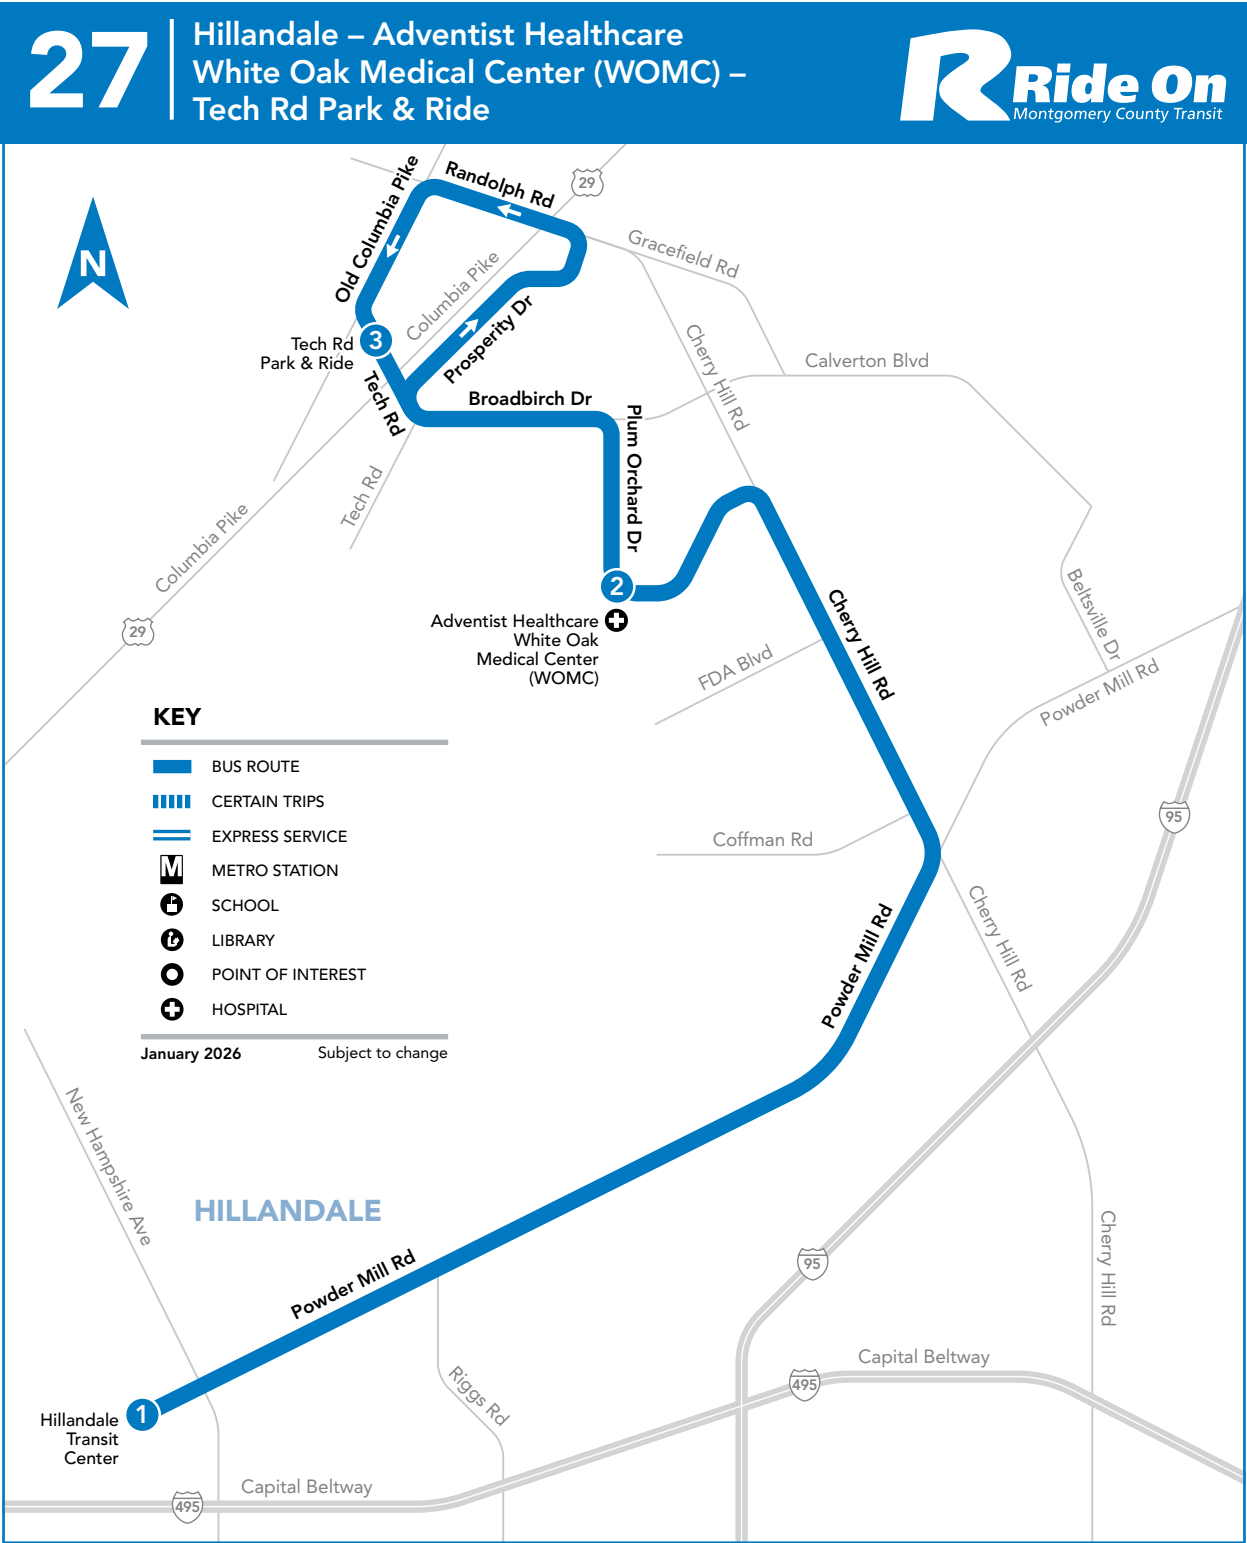 27
Hillandale – Adventist Healthcare
White Oak Medical Center (WOMC) –
Tech Rd Park & Ride
Ride On
Montgomery County Transit
N
Old Columbia Pike
Randolph Rd
29
Gracefield Rd
Columbia Pike
Prosperity Dr
Tech Rd
Park & Ride
3
Tech Rd
Broadbirch Dr
Cherry Hill Rd
Calverton Blvd
Plum Orchard Dr
Tech Rd
Columbia Pike
29
2
Adventist Healthcare
White Oak
Medical Center
(WOMC)
Cherry Hill Rd
FDA Blvd
Beltsville Dr
Powder Mill Rd
95
Coffman Rd
Cherry Hill Rd
Powder Mill Rd
KEY
BUS ROUTE
CERTAIN TRIPS
EXPRESS SERVICE
M
METRO STATION
SCHOOL
LIBRARY
POINT OF INTEREST
HOSPITAL
January 2026
Subject to change
New Hampshire Ave
HILLANDALE
Powder Mill Rd
95
Cherry Hill Rd
Capital Beltway
495
Riggs Rd
1
Hillandale
Transit
Center
Capital Beltway
495